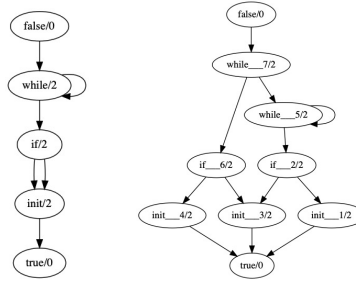 false/0
while/2
if/2
init/2
true/0
false/0
while___7/2
while___5/2
if___6/2
if___2/2
init___4/2
init___3/2
init___1/2
true/0